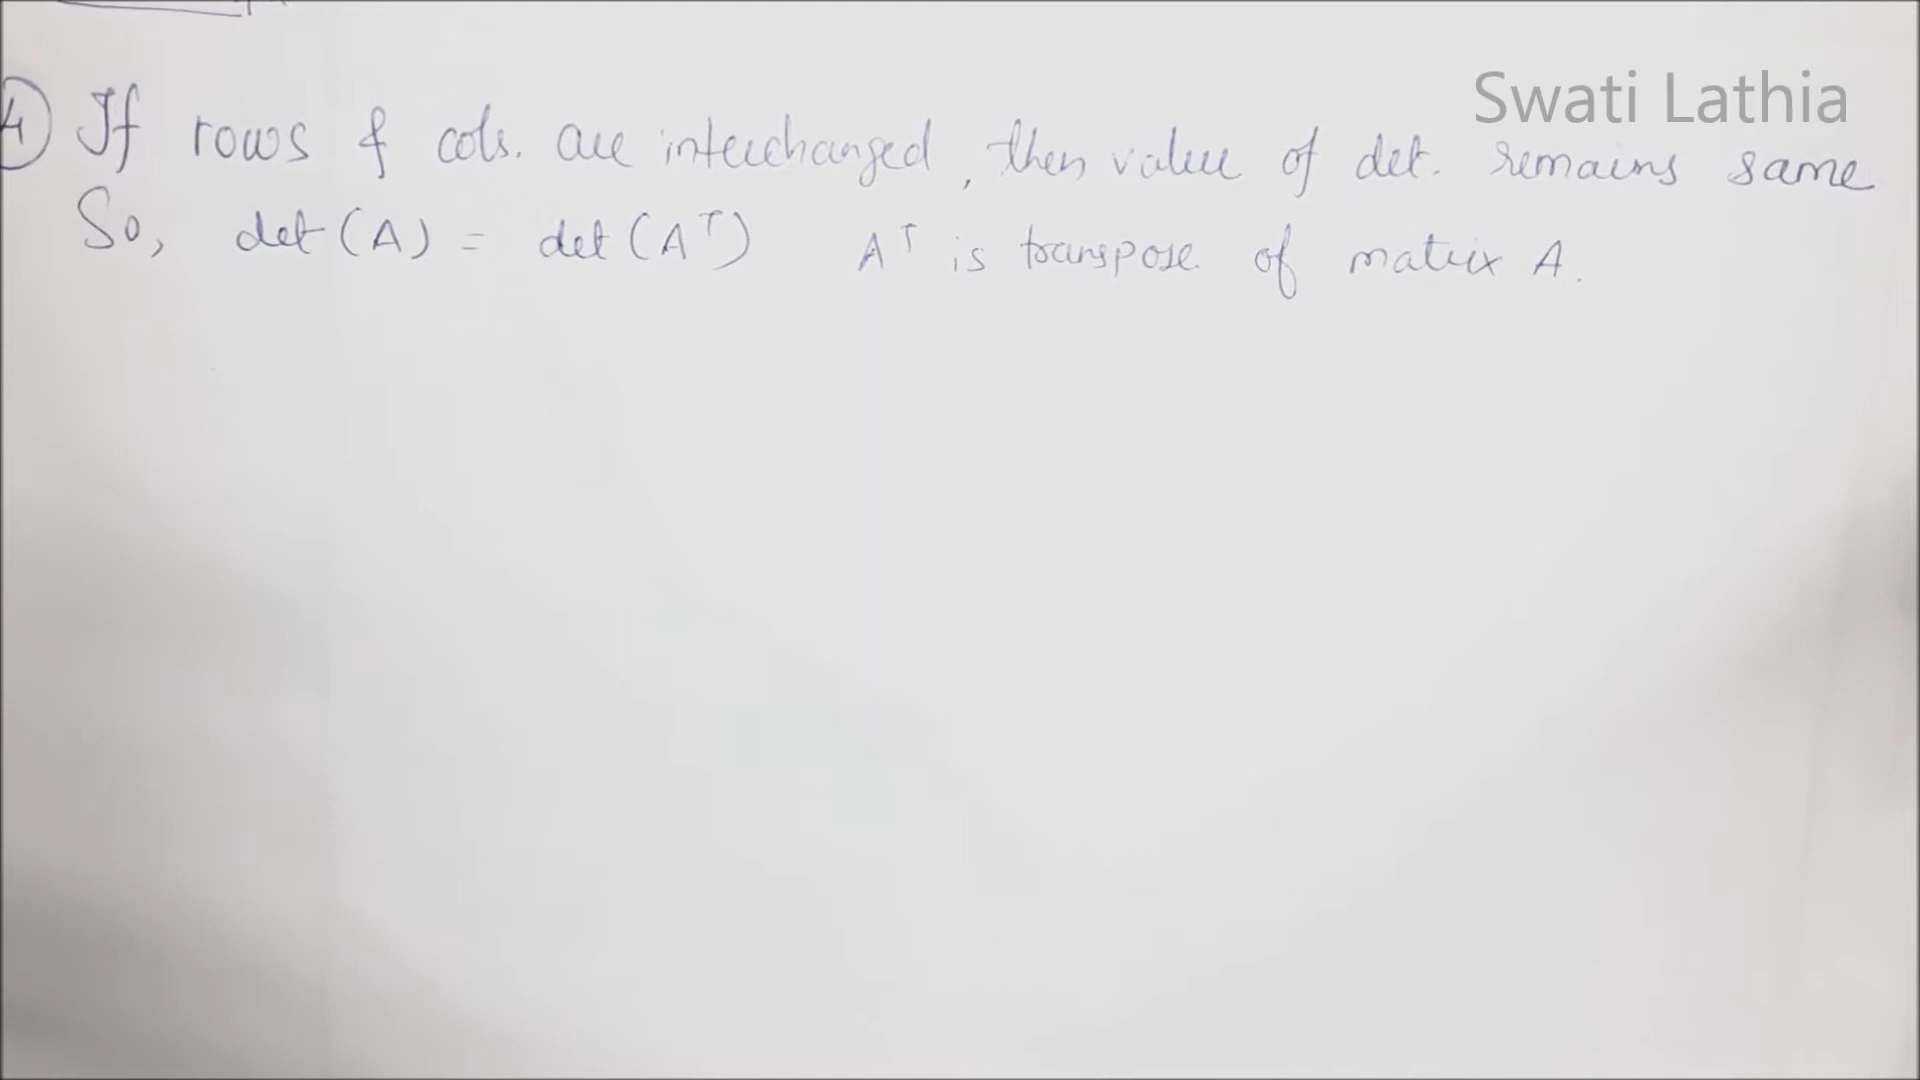 Swati Lathia
④ If rows & cols. are interchanged, then value of det. remains same
So, det (A) = det (Aᵀ) Aᵀ is transpose of matrix A.